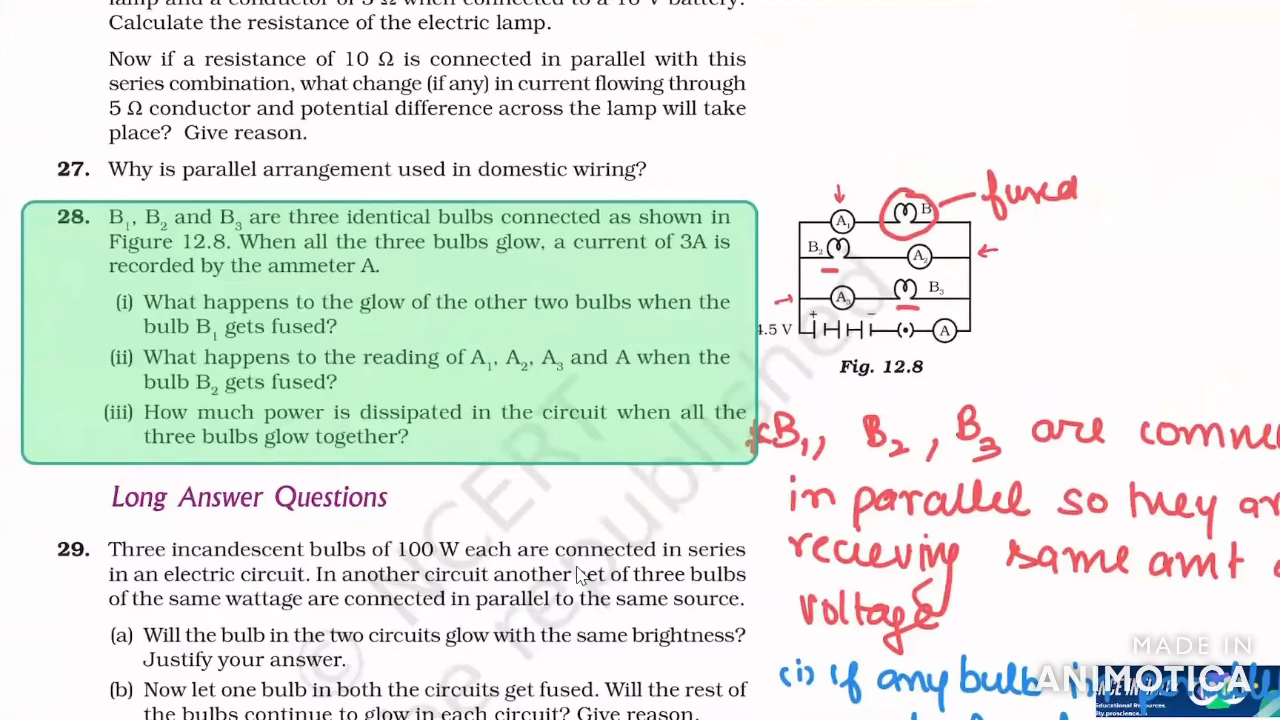 Calculate the resistance of the electric lamp.
Now if a resistance of 10 Ω is connected in parallel with this
series combination, what change (if any) in current flowing through
5 Ω conductor and potential difference across the lamp will take
place? Give reason.
27. Why is parallel arrangement used in domestic wiring?
28. B₁, B₂ and B₃ are three identical bulbs connected as shown in
Figure 12.8. When all the three bulbs glow, a current of 3A is
recorded by the ammeter A.
(i) What happens to the glow of the other two bulbs when the
bulb B₁ gets fused?
(ii) What happens to the reading of A₁, A₂, A₃ and A when the
bulb B₂ gets fused?
(iii) How much power is dissipated in the circuit when all the
three bulbs glow together?
Long Answer Questions
29. Three incandescent bulbs of 100 W each are connected in series
in an electric circuit. In another circuit another set of three bulbs
of the same wattage are connected in parallel to the same source.
(a) Will the bulb in the two circuits glow with the same brightness?
Justify your answer.
(b) Now let one bulb in both the circuits get fused. Will the rest of
the bulbs continue to glow in each circuit? Give reason.
fused
A₁ B
B₂ A₂
A₃ B₃
+ −
4.5 V A
Fig. 12.8
B₁, B₂, B₃ are
in parallel so they
recieving same amt
voltage
(i) if any bulb in
© NCERT
be republished
MADE IN
ANIMOTICA